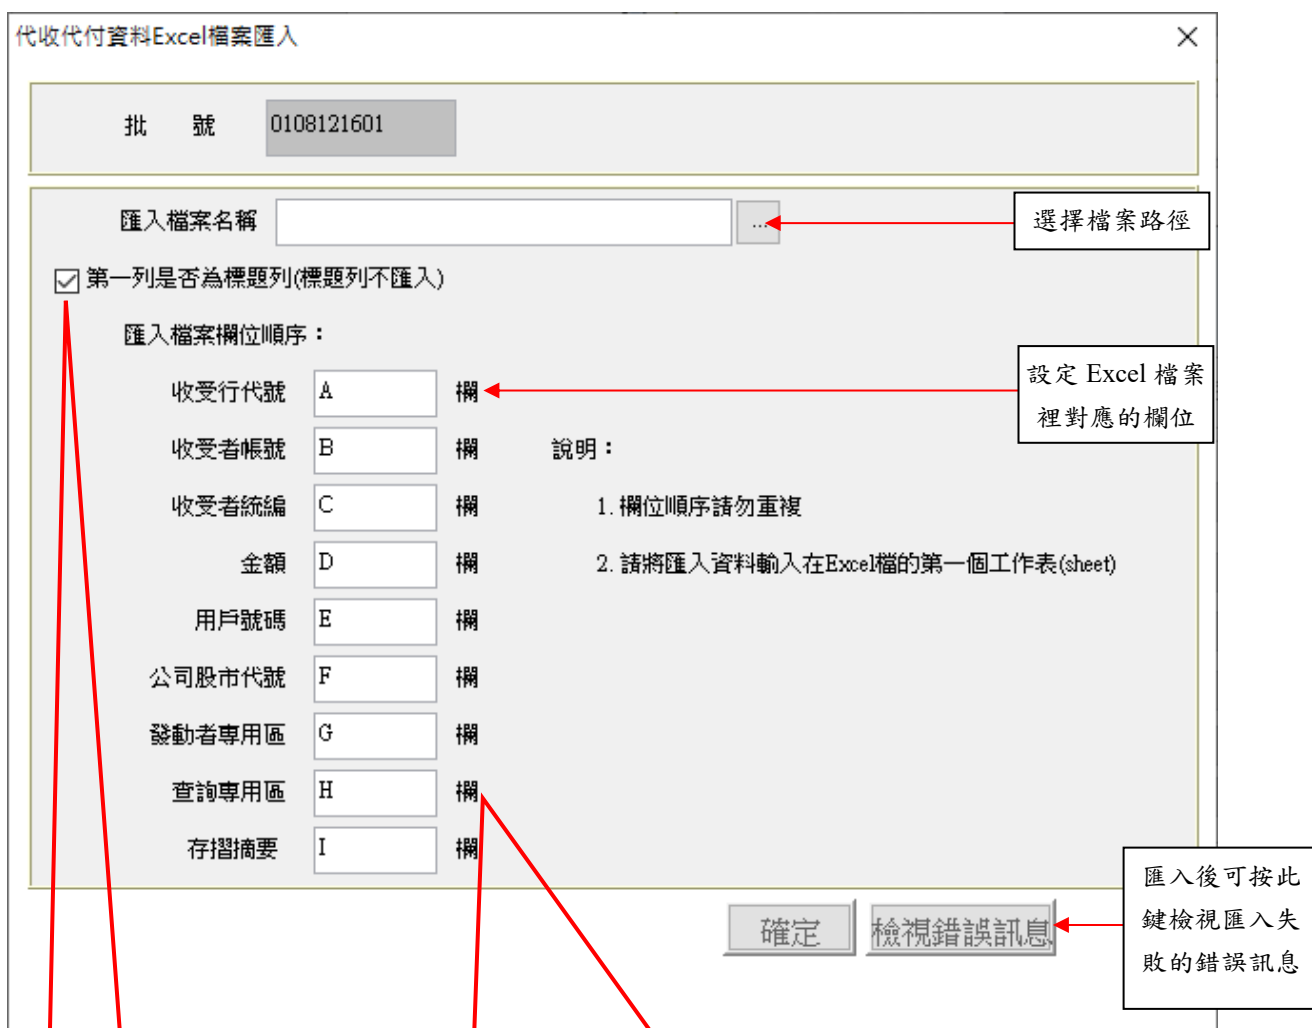 代收代付資料Excel檔案匯入
批 號 0108121601
匯入檔案名稱 ...
選擇檔案路徑
第一列是否為標題列(標題列不匯入)
匯入檔案欄位順序：
收受行代號 A 欄
設定 Excel 檔案
裡對應的欄位
收受者帳號 B 欄
說明：
收受者統編 C 欄
1. 欄位順序請勿重複
金額 D 欄
2. 請將匯入資料輸入在Excel檔的第一個工作表(sheet)
用戶號碼 E 欄
公司股市代號 F 欄
發動者專用區 G 欄
查詢專用區 H 欄
存摺摘要 I 欄
確定
檢視錯誤訊息
匯入後可按此
鍵檢視匯入失
敗的錯誤訊息